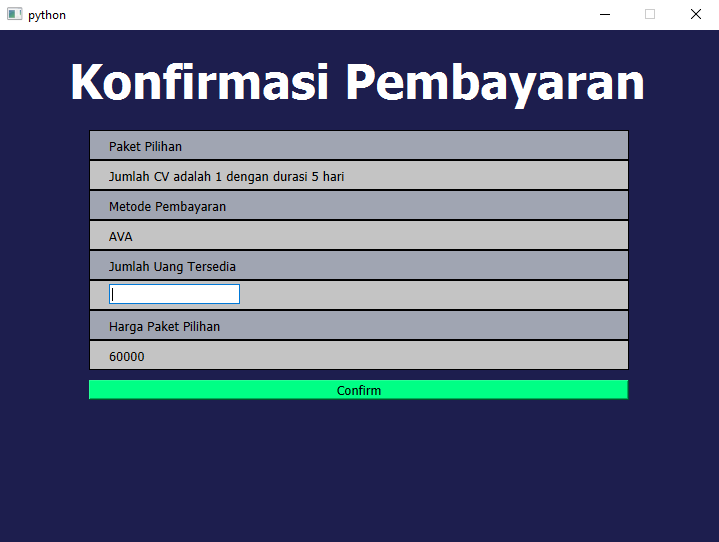 python
Konfirmasi Pembayaran
Paket Pilihan
Jumlah CV adalah 1 dengan durasi 5 hari
Metode Pembayaran
AVA
Jumlah Uang Tersedia
Harga Paket Pilihan
60000
Confirm